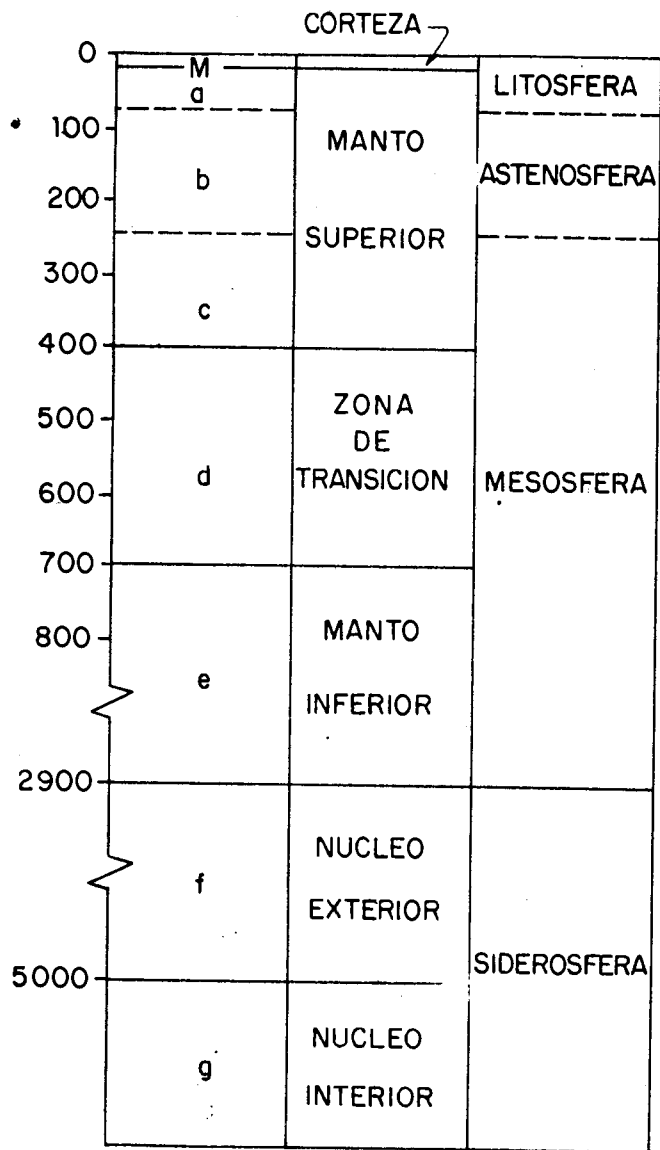 CORTEZA
0
M
a
LITOSFERA
100
MANTO
b
ASTENOSFERA
200
SUPERIOR
300
c
400
ZONA
500
DE
d
TRANSICION
MESOSFERA
600
700
MANTO
800
e
INFERIOR
2900
NUCLEO
f
EXTERIOR
5000
SIDEROSFERA
NUCLEO
g
INTERIOR